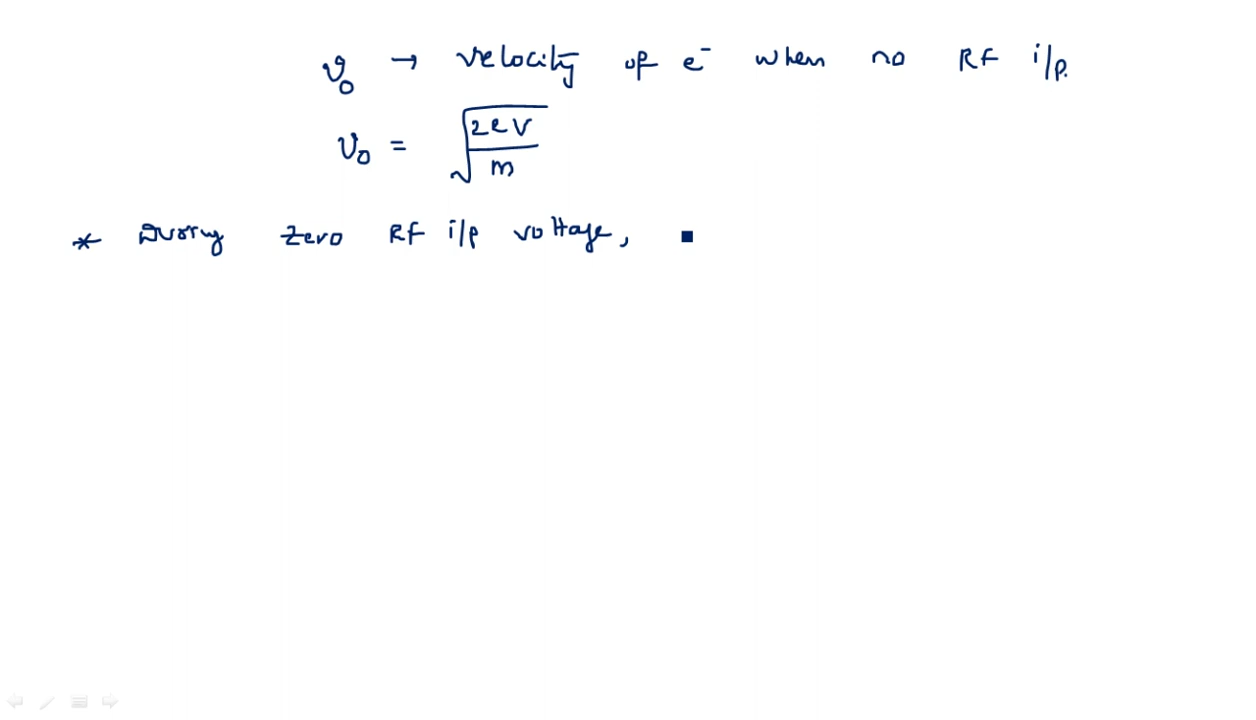 v₀ → velocity of e⁻ when no RF i/p.
v₀ = √(2eV/m)
* During zero RF i/p voltage,